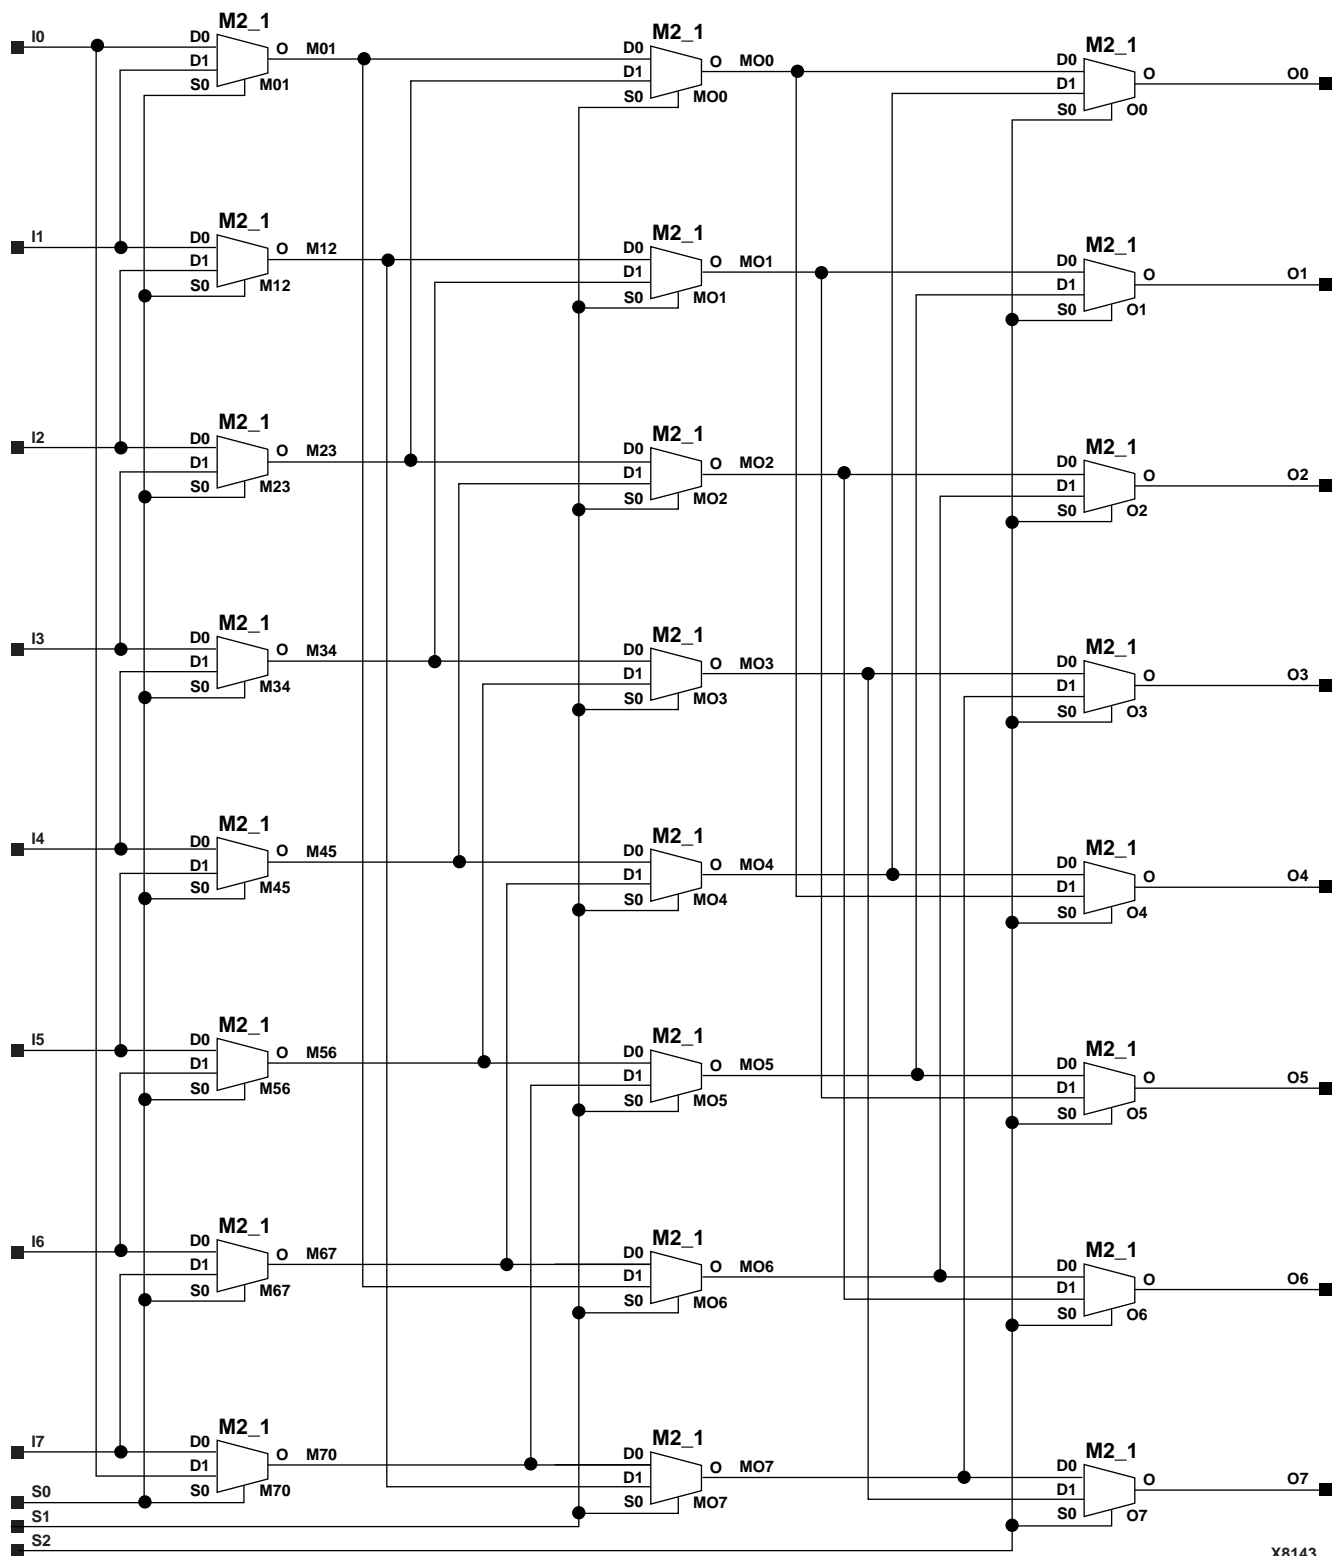 I0 D0 M2_1 O M01 D0 M2_1 O MO0 D0 M2_1 O O0
D1 D1 D1
S0 M01 S0 MO0 S0 O0
I1 D0 M2_1 O M12 D0 M2_1 O MO1 D0 M2_1 O O1
D1 D1 D1
S0 M12 S0 MO1 S0 O1
I2 D0 M2_1 O M23 D0 M2_1 O MO2 D0 M2_1 O O2
D1 D1 D1
S0 M23 S0 MO2 S0 O2
I3 D0 M2_1 O M34 D0 M2_1 O MO3 D0 M2_1 O O3
D1 D1 D1
S0 M34 S0 MO3 S0 O3
I4 D0 M2_1 O M45 D0 M2_1 O MO4 D0 M2_1 O O4
D1 D1 D1
S0 M45 S0 MO4 S0 O4
I5 D0 M2_1 O M56 D0 M2_1 O MO5 D0 M2_1 O O5
D1 D1 D1
S0 M56 S0 MO5 S0 O5
I6 D0 M2_1 O M67 D0 M2_1 O MO6 D0 M2_1 O O6
D1 D1 D1
S0 M67 S0 MO6 S0 O6
I7 D0 M2_1 O M70 D0 M2_1 O MO7 D0 M2_1 O O7
D1 D1 D1
S0 S0 M70 S0 MO7 S0 O7
S1
S2
X8143